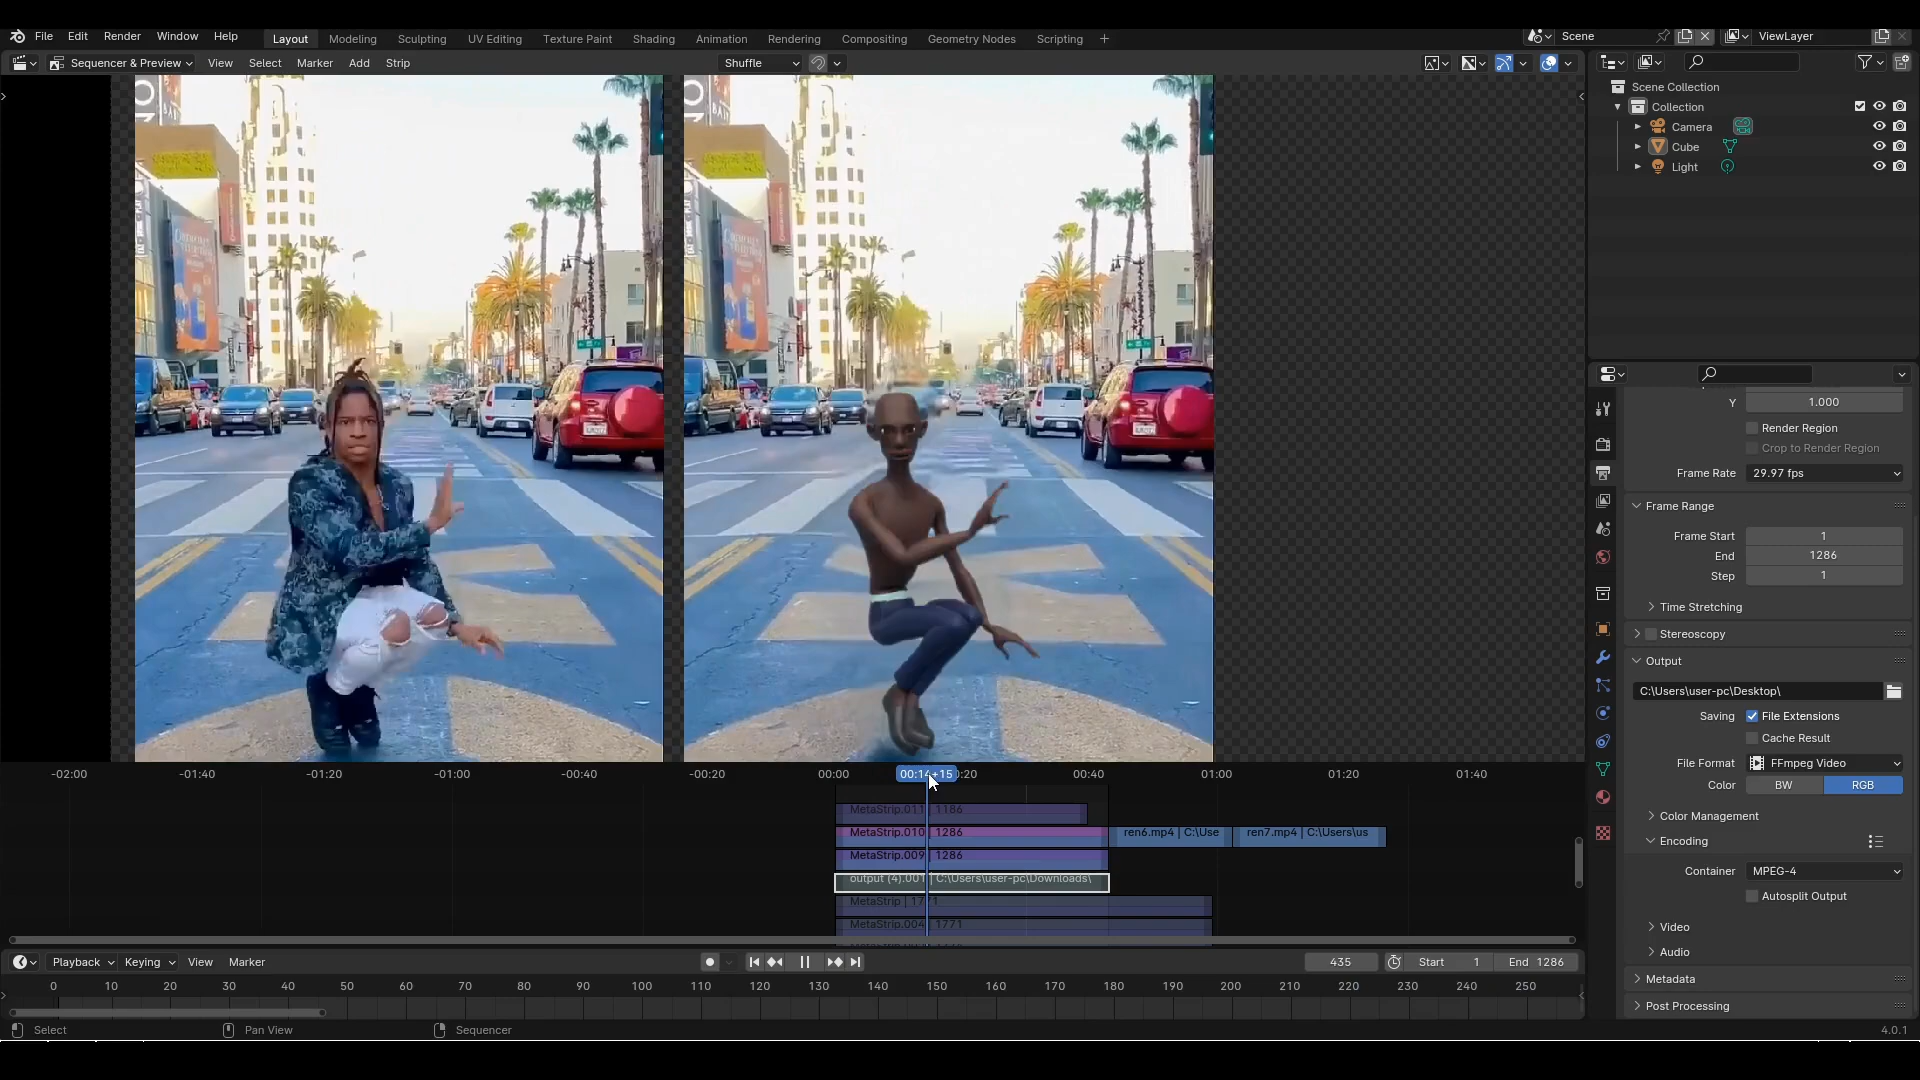 File Edit Render Window Help Layout Modeling Sculpting UV Editing Texture Paint Shading Animation Rendering Compositing Geometry Nodes Scripting + Scene ViewLayer
Sequencer & Preview View Select Marker Add Strip Shuffle
Scene Collection
Collection
Camera
Cube
Light
Y 1.000
Render Region
Crop to Render Region
Frame Rate 29.97 fps
Frame Range
Frame Start 1
End 1286
Step 1
Time Stretching
Stereoscopy
Output
C:\Users\user-pc\Desktop\
Saving File Extensions
Cache Result
File Format FFmpeg Video
Color BW RGB
Color Management
Encoding
Container MPEG-4
Autosplit Output
Video
Audio
Metadata
Post Processing
-02:00 -01:40 -01:20 -01:00 -00:40 -00:20 00:00 00:14+15 0:20 00:40 01:00 01:20 01:40
MetaStrip.011 | 1186
MetaStrip.010 | 1286 ren6.mp4 | C:\Use ren7.mp4 | C:\Users\us
MetaStrip.009 | 1286
output (4).001 | C:\Users\user-pc\Downloads\
MetaStrip | 1771
MetaStrip.004 | 1771
Playback Keying View Marker 435 Start 1 End 1286
0 10 20 30 40 50 60 70 80 90 100 110 120 130 140 150 160 170 180 190 200 210 220 230 240 250
Select Pan View Sequencer 4.0.1